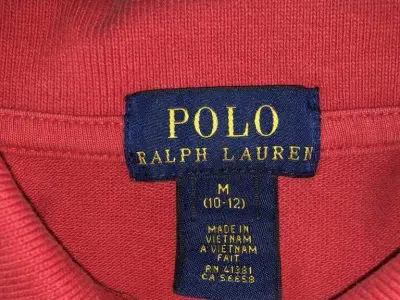 POLO
RALPH LAUREN
M
(10-12)
MADE IN
VIETNAM
A VIETNAM
FAIT
RN 41381
CA 56658